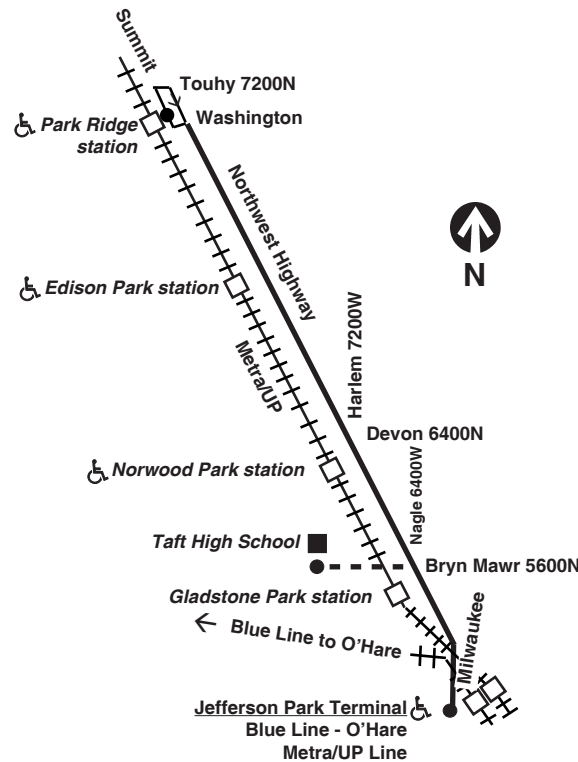 Summit
Touhy 7200N
Washington
Park Ridge
station
Northwest Highway
N
Edison Park station
Harlem 7200W
Metra/UP
Devon 6400N
Nagle 6400W
Norwood Park station
Taft High School
Bryn Mawr 5600N
Gladstone Park station
Milwaukee
← Blue Line to O’Hare
Jefferson Park Terminal
Blue Line - O’Hare
Metra/UP Line